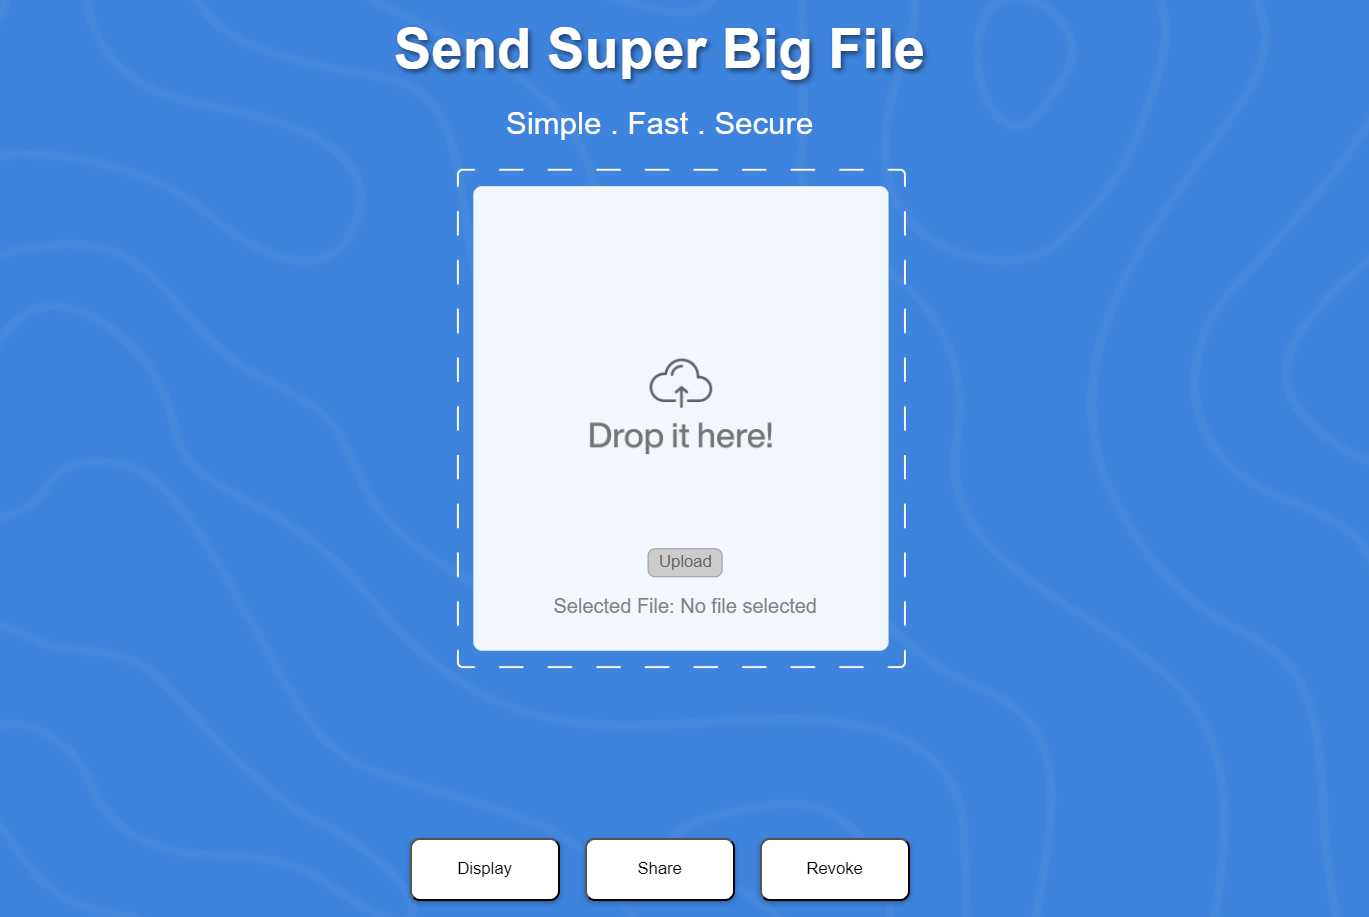 Send Super Big File
Simple . Fast . Secure
Drop it here!
Upload
Selected File: No file selected
Display
Share
Revoke